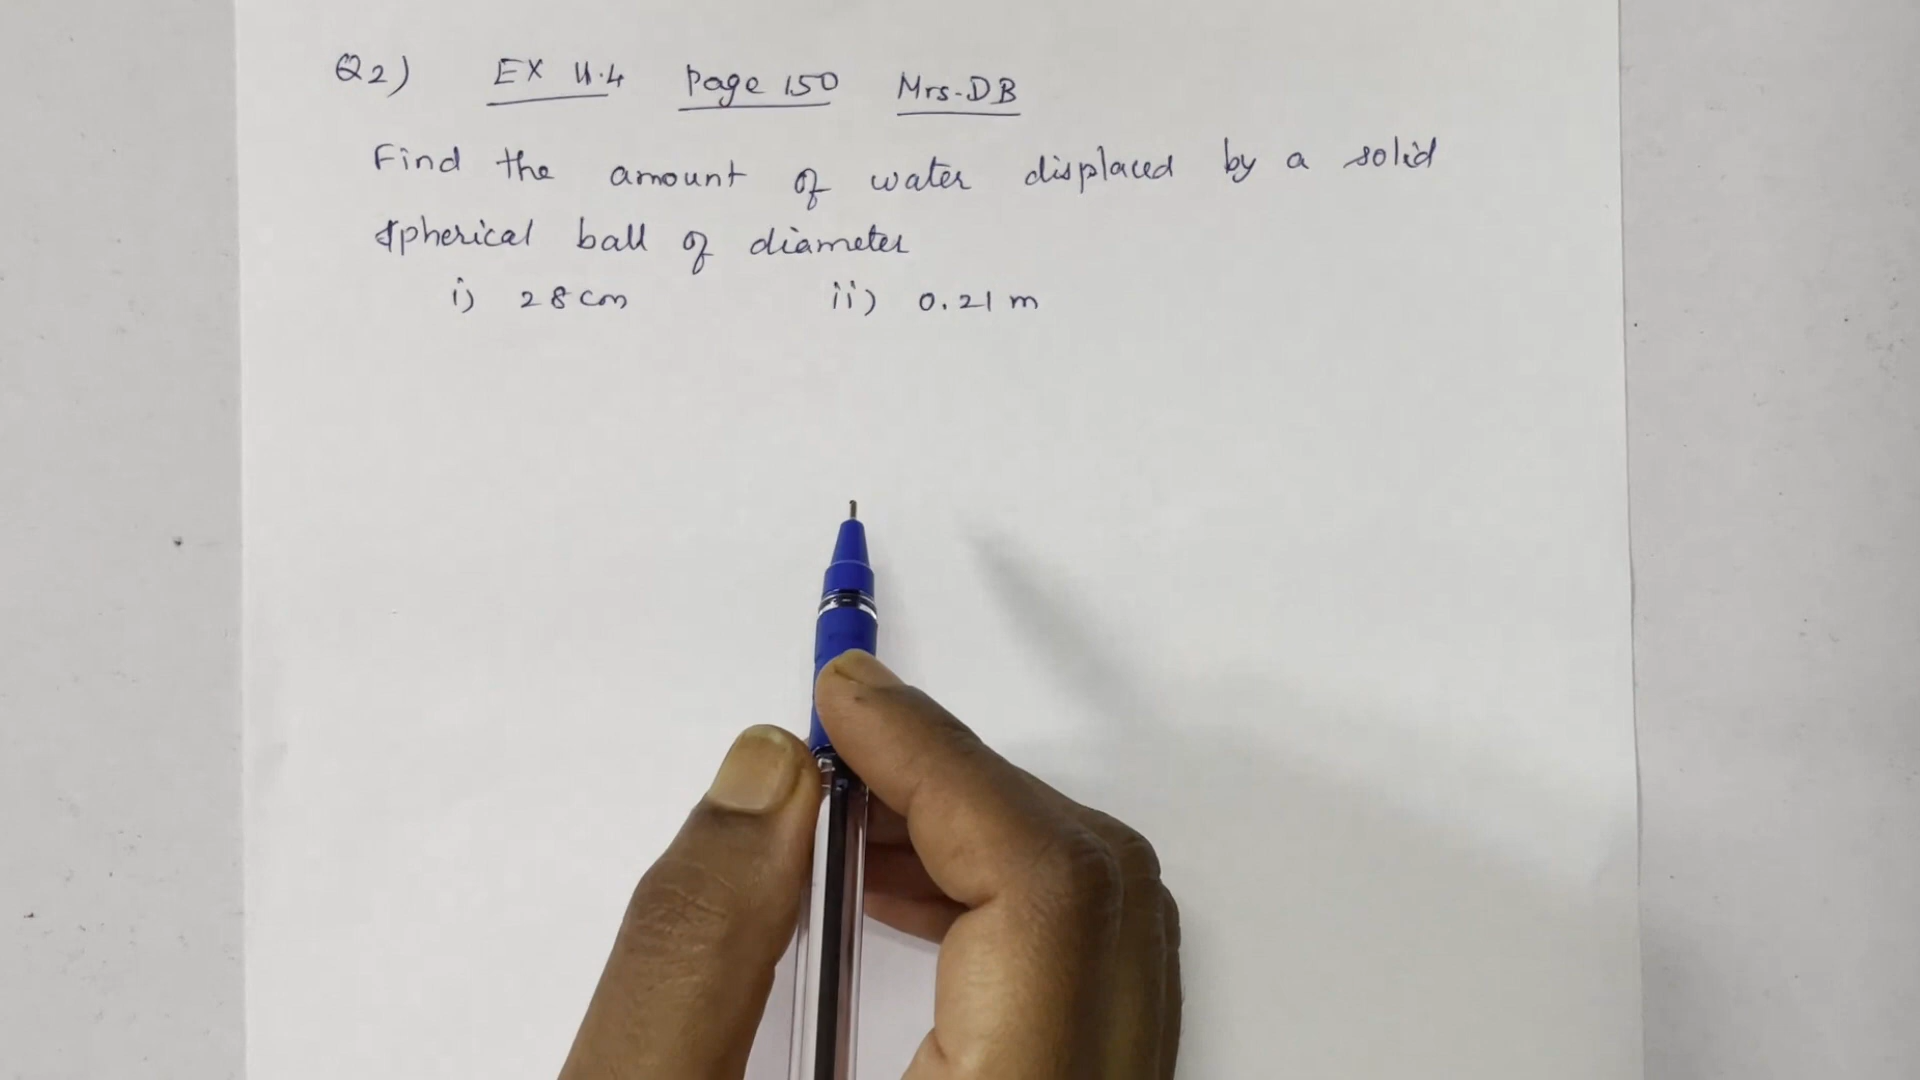 Q2) EX 11.4 Page 150 Mrs-DB
Find the amount of water displaced by a solid
spherical ball of diameter
i) 28 cm ii) 0.21 m